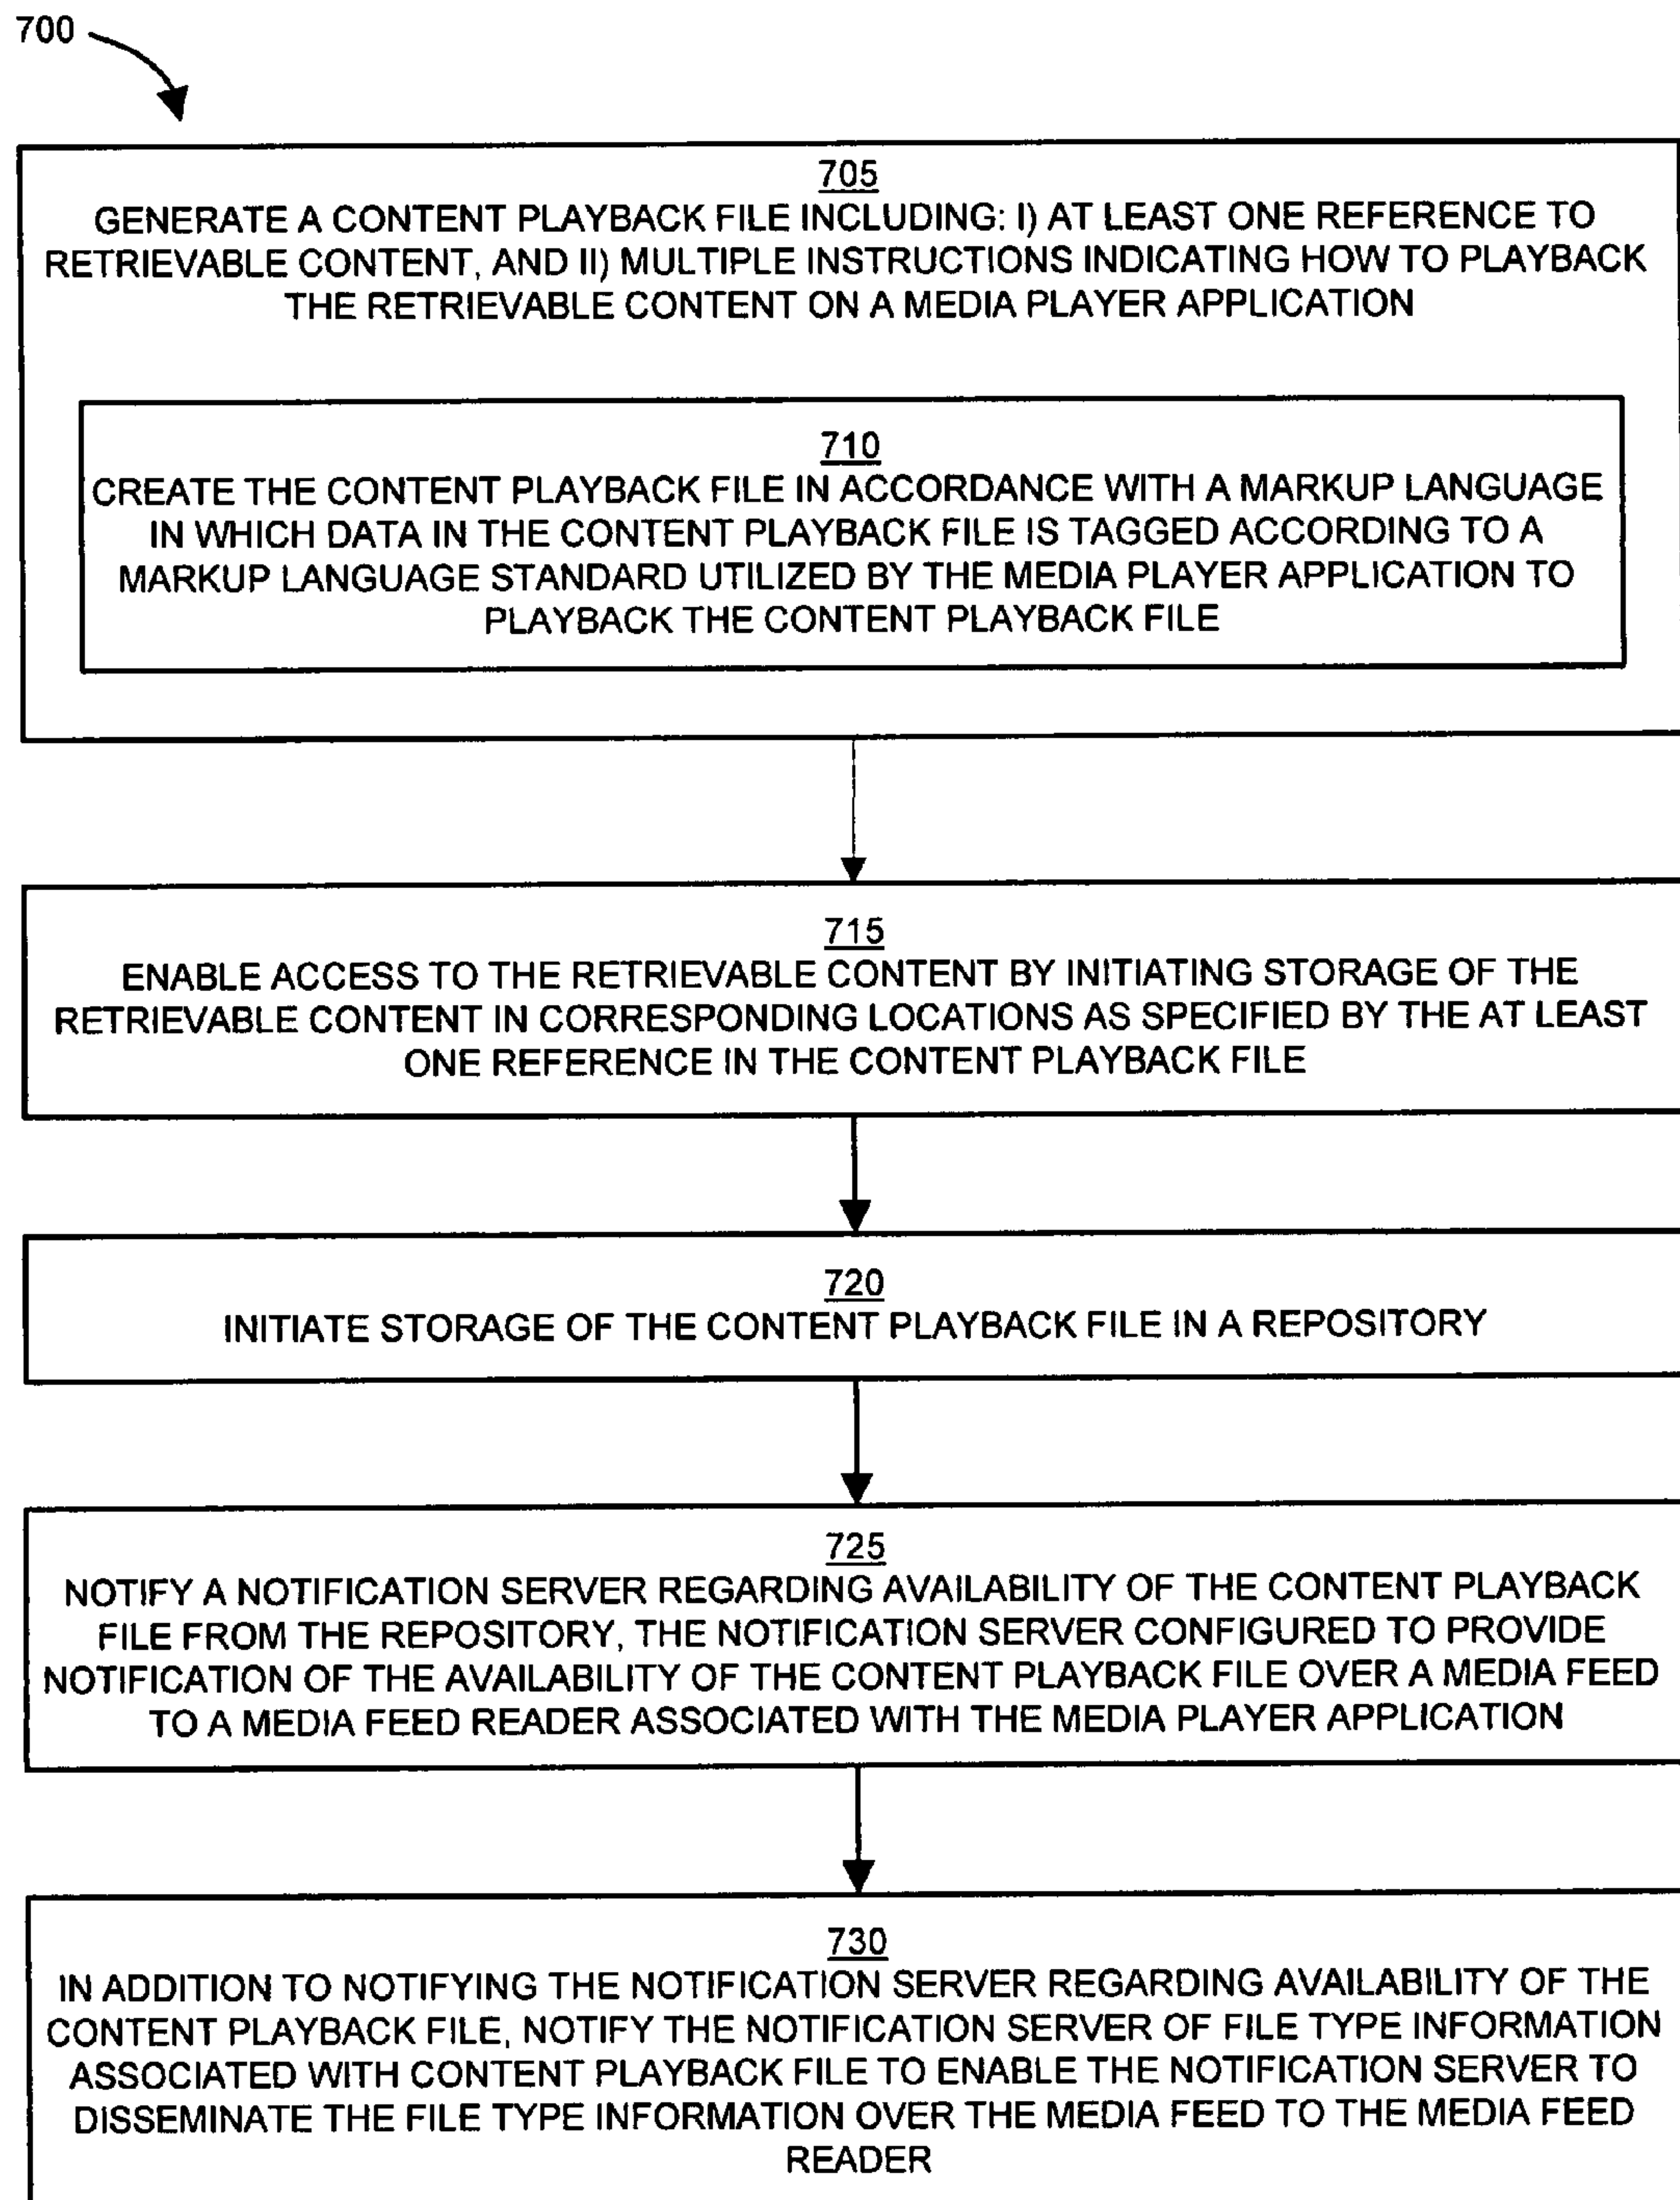 700
705
GENERATE A CONTENT PLAYBACK FILE INCLUDING: I) AT LEAST ONE REFERENCE TO
RETRIEVABLE CONTENT, AND II) MULTIPLE INSTRUCTIONS INDICATING HOW TO PLAYBACK
THE RETRIEVABLE CONTENT ON A MEDIA PLAYER APPLICATION
710
CREATE THE CONTENT PLAYBACK FILE IN ACCORDANCE WITH A MARKUP LANGUAGE
IN WHICH DATA IN THE CONTENT PLAYBACK FILE IS TAGGED ACCORDING TO A
MARKUP LANGUAGE STANDARD UTILIZED BY THE MEDIA PLAYER APPLICATION TO
PLAYBACK THE CONTENT PLAYBACK FILE
715
ENABLE ACCESS TO THE RETRIEVABLE CONTENT BY INITIATING STORAGE OF THE
RETRIEVABLE CONTENT IN CORRESPONDING LOCATIONS AS SPECIFIED BY THE AT LEAST
ONE REFERENCE IN THE CONTENT PLAYBACK FILE
720
INITIATE STORAGE OF THE CONTENT PLAYBACK FILE IN A REPOSITORY
725
NOTIFY A NOTIFICATION SERVER REGARDING AVAILABILITY OF THE CONTENT PLAYBACK
FILE FROM THE REPOSITORY, THE NOTIFICATION SERVER CONFIGURED TO PROVIDE
NOTIFICATION OF THE AVAILABILITY OF THE CONTENT PLAYBACK FILE OVER A MEDIA FEED
TO A MEDIA FEED READER ASSOCIATED WITH THE MEDIA PLAYER APPLICATION
730
IN ADDITION TO NOTIFYING THE NOTIFICATION SERVER REGARDING AVAILABILITY OF THE
CONTENT PLAYBACK FILE, NOTIFY THE NOTIFICATION SERVER OF FILE TYPE INFORMATION
ASSOCIATED WITH CONTENT PLAYBACK FILE TO ENABLE THE NOTIFICATION SERVER TO
DISSEMINATE THE FILE TYPE INFORMATION OVER THE MEDIA FEED TO THE MEDIA FEED
READER